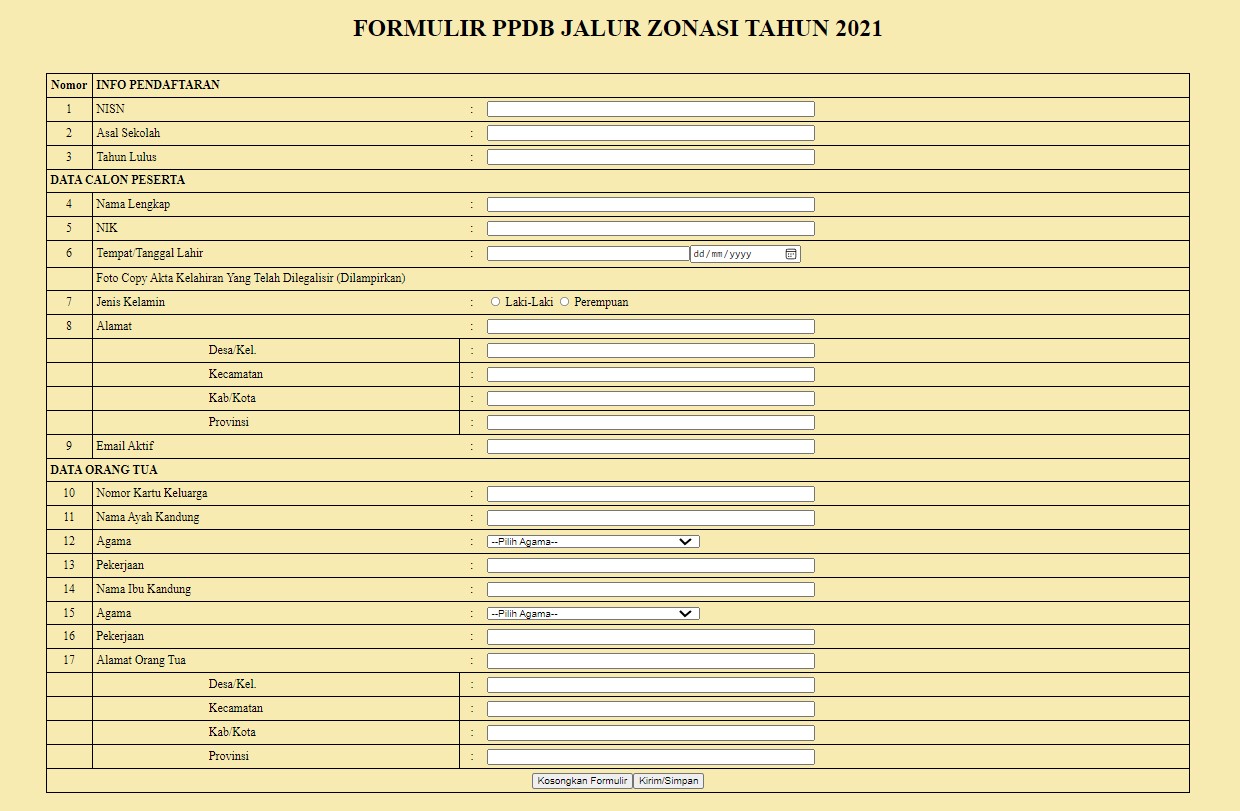 FORMULIR PPDB JALUR ZONASI TAHUN 2021
Nomor INFO PENDAFTARAN
1 NISN :
2 Asal Sekolah :
3 Tahun Lulus :
DATA CALON PESERTA
4 Nama Lengkap :
5 NIK :
6 Tempat/Tanggal Lahir : dd/mm/yyyy
Foto Copy Akta Kelahiran Yang Telah Dilegalisir (Dilampirkan)
7 Jenis Kelamin : Laki-Laki Perempuan
8 Alamat :
Desa/Kel. :
Kecamatan :
Kab/Kota :
Provinsi :
9 Email Aktif :
DATA ORANG TUA
10 Nomor Kartu Keluarga :
11 Nama Ayah Kandung :
12 Agama : --Pilih Agama--
13 Pekerjaan :
14 Nama Ibu Kandung :
15 Agama : --Pilih Agama--
16 Pekerjaan :
17 Alamat Orang Tua :
Desa/Kel. :
Kecamatan :
Kab/Kota :
Provinsi :
Kosongkan Formulir Kirim/Simpan